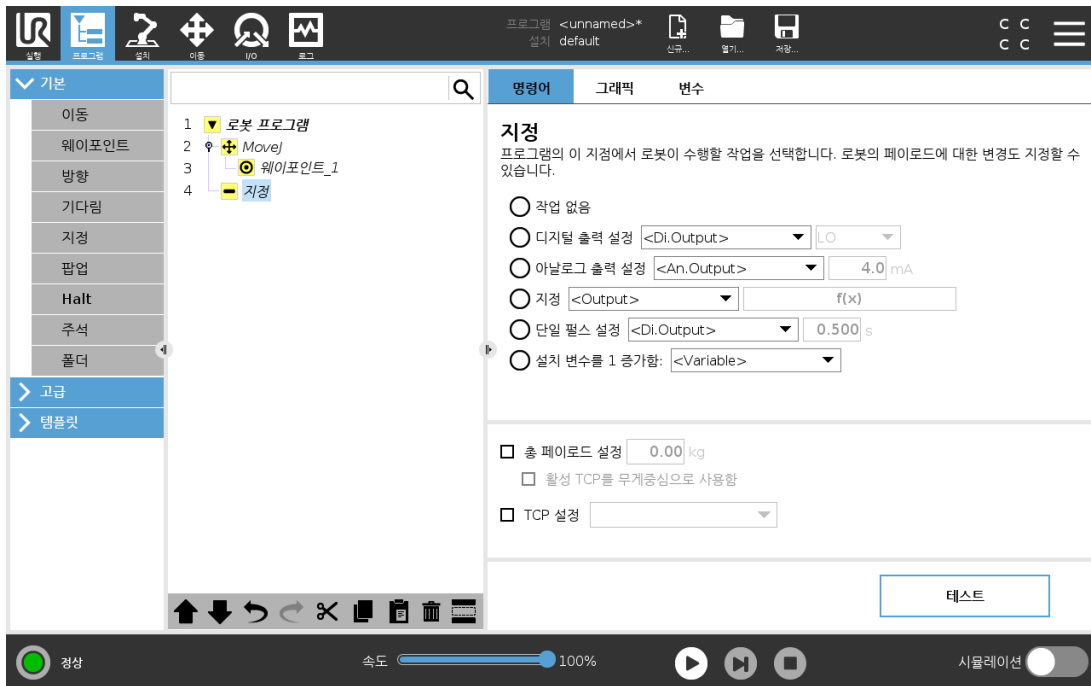 UR
실행
프로그램
설치
이동
I/O
로그
프로그램 <unnamed>*
설치 default
신규...
열기...
저장...
C C
C C
기본
이동
웨이포인트
방향
기다림
지정
팝업
Halt
주석
폴더
고급
템플릿
1 로봇 프로그램
2 MoveJ
3 웨이포인트_1
4 지정
명령어 그래픽 변수
지정
프로그램의 이 지점에서 로봇이 수행할 작업을 선택합니다. 로봇의 페이로드에 대한 변경도 지정할 수
있습니다.
작업 없음
디지털 출력 설정 <Di.Output> LO
아날로그 출력 설정 <An.Output> 4.0 mA
지정 <Output> f(x)
단일 펄스 설정 <Di.Output> 0.500 s
설치 변수를 1 증가함: <Variable>
총 페이로드 설정 0.00 kg
활성 TCP를 무게중심으로 사용함
TCP 설정
테스트
정상
속도 100%
시뮬레이션